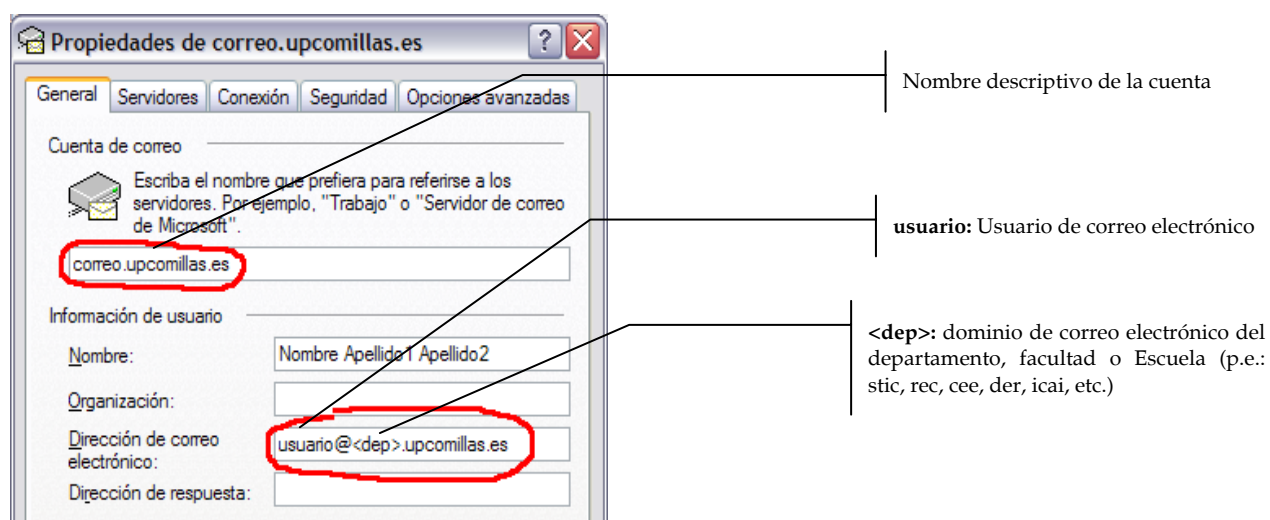 Propiedades de correo.upcomillas.es
General Servidores Conexión Seguridad Opciones avanzadas
Cuenta de correo
Escriba el nombre que prefiera para referirse a los
servidores. Por ejemplo, "Trabajo" o "Servidor de correo
de Microsoft".
correo.upcomillas.es
Información de usuario
Nombre: Nombre Apellido1 Apellido2
Organización:
Dirección de correo
electrónico: usuario@<dep>.upcomillas.es
Dirección de respuesta:
Nombre descriptivo de la cuenta
usuario: Usuario de correo electrónico
<dep>: dominio de correo electrónico del
departamento, facultad o Escuela (p.e.:
stic, rec, cee, der, icai, etc.)